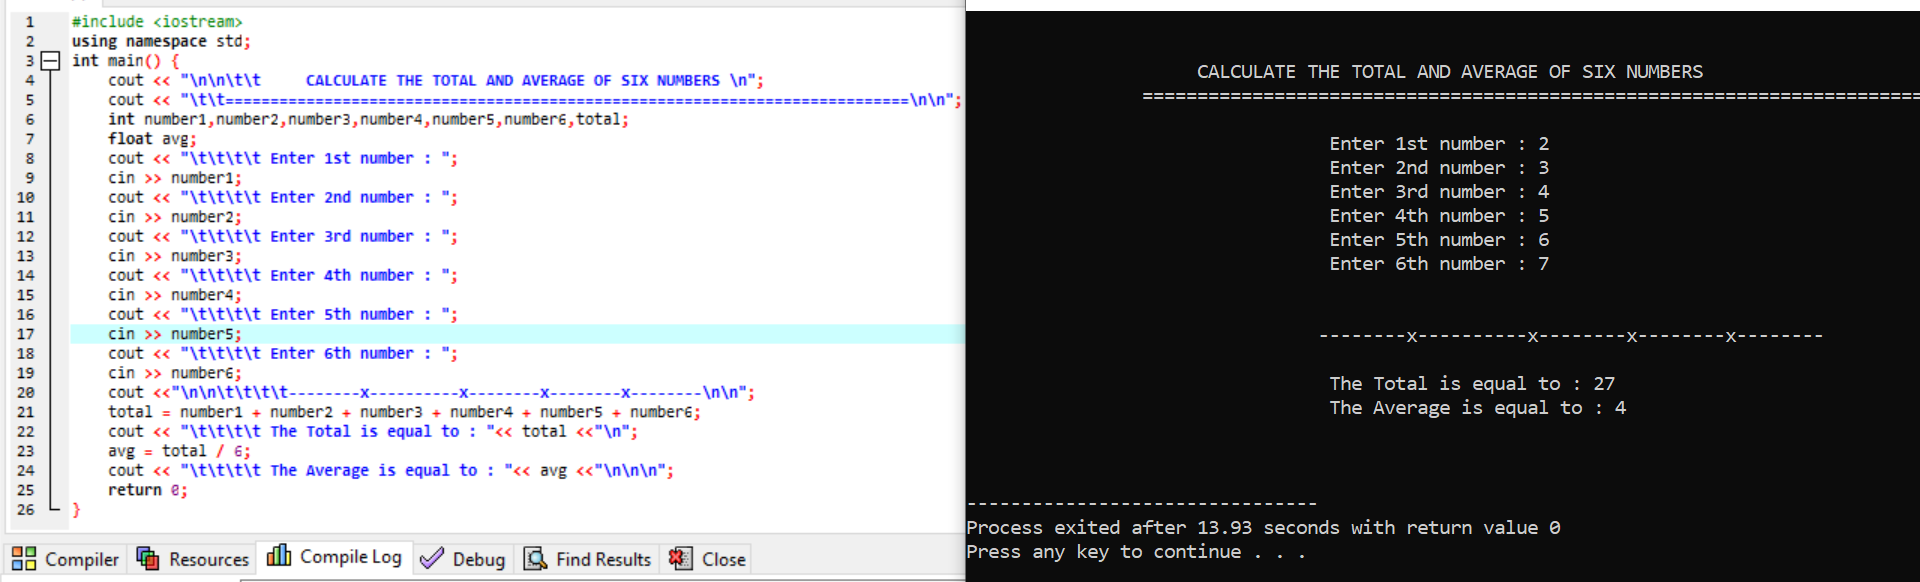 1 #include <iostream>
2 using namespace std;
3 int main() {
4 cout << "\n\n\t\t     CALCULATE THE TOTAL AND AVERAGE OF SIX NUMBERS \n";
5 cout << "\t\t============================================================================\n\n";
6 int number1,number2,number3,number4,number5,number6,total;
7 float avg;
8 cout << "\t\t\t\t Enter 1st number : ";
9 cin >> number1;
10 cout << "\t\t\t\t Enter 2nd number : ";
11 cin >> number2;
12 cout << "\t\t\t\t Enter 3rd number : ";
13 cin >> number3;
14 cout << "\t\t\t\t Enter 4th number : ";
15 cin >> number4;
16 cout << "\t\t\t\t Enter 5th number : ";
17 cin >> number5;
18 cout << "\t\t\t\t Enter 6th number : ";
19 cin >> number6;
20 cout <<"\n\n\t\t\t\t--------x----------x--------x--------x--------\n\n";
21 total = number1 + number2 + number3 + number4 + number5 + number6;
22 cout << "\t\t\t\t The Total is equal to : "<< total <<"\n";
23 avg = total / 6;
24 cout << "\t\t\t\t The Average is equal to : "<< avg <<"\n\n\n";
25 return 0;
26 }
Compiler Resources Compile Log Debug Find Results Close
CALCULATE THE TOTAL AND AVERAGE OF SIX NUMBERS
=======================================================================
Enter 1st number : 2
Enter 2nd number : 3
Enter 3rd number : 4
Enter 4th number : 5
Enter 5th number : 6
Enter 6th number : 7
--------x----------x--------x--------x--------
The Total is equal to : 27
The Average is equal to : 4
--------------------------------
Process exited after 13.93 seconds with return value 0
Press any key to continue . . .